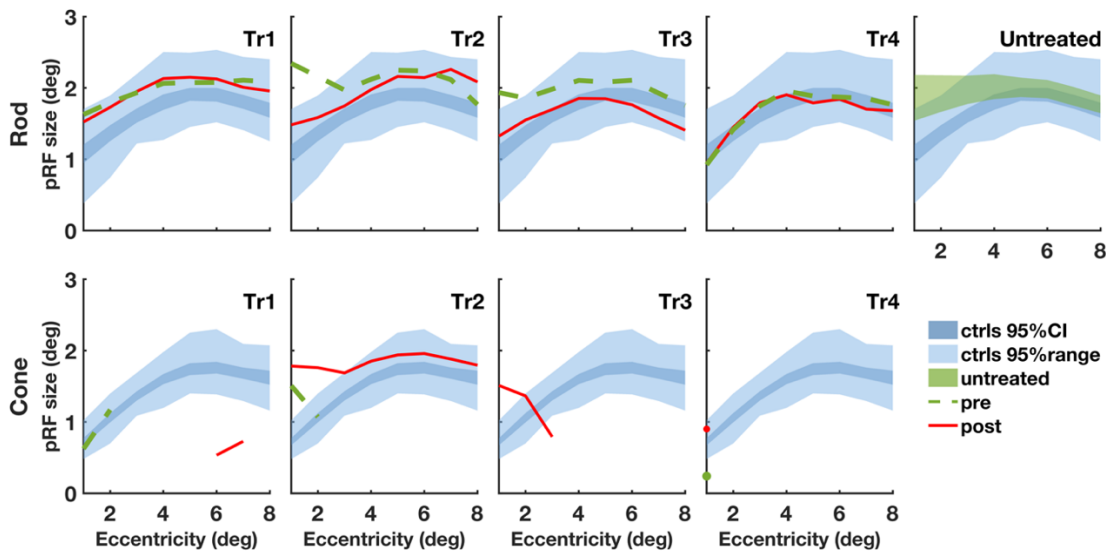 Tr1
Tr2
Tr3
Tr4
Untreated
Rod
pRF size (deg)
3
2
1
0
2 4 6 8
Tr1
Tr2
Tr3
Tr4
Cone
pRF size (deg)
3
2
1
0
2 4 6 8
2 4 6 8
2 4 6 8
2 4 6 8
Eccentricity (deg)
Eccentricity (deg)
Eccentricity (deg)
Eccentricity (deg)
ctrls 95%CI
ctrls 95%range
untreated
pre
post